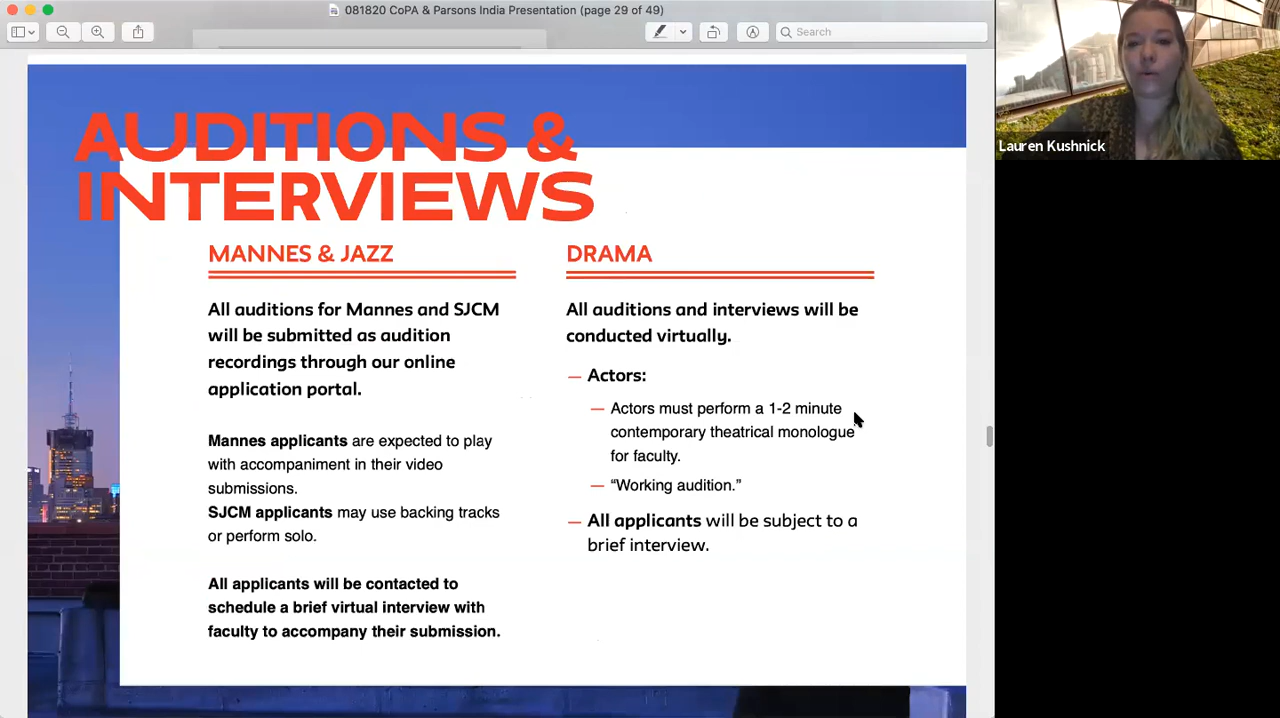 081820 CoPA & Parsons India Presentation (page 29 of 49)
Search
Lauren Kushnick
AUDITIONS &
INTERVIEWS
MANNES & JAZZ
All auditions for Mannes and SJCM
will be submitted as audition
recordings through our online
application portal.
Mannes applicants are expected to play
with accompaniment in their video
submissions.
SJCM applicants may use backing tracks
or perform solo.
All applicants will be contacted to
schedule a brief virtual interview with
faculty to accompany their submission.
DRAMA
All auditions and interviews will be
conducted virtually.
— Actors:
— Actors must perform a 1-2 minute
contemporary theatrical monologue
for faculty.
— “Working audition.”
— All applicants will be subject to a
brief interview.